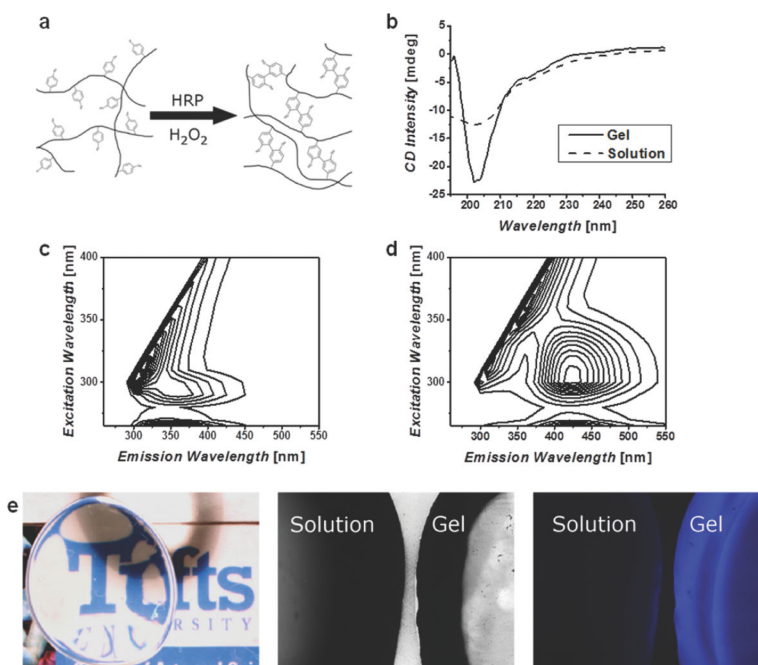 a
HRP
H₂O₂
b
CD Intensity [mdeg]
5
0
-5
-10
-15
-20
-25
Gel
Solution
200 210 220 230 240 250 260
Wavelength [nm]
c
Excitation Wavelength [nm]
400
350
300
300 350 400 450 500 550
Emission Wavelength [nm]
d
Excitation Wavelength [nm]
400
350
300
300 350 400 450 500 550
Emission Wavelength [nm]
e
Tufts
Solution Gel
Solution Gel